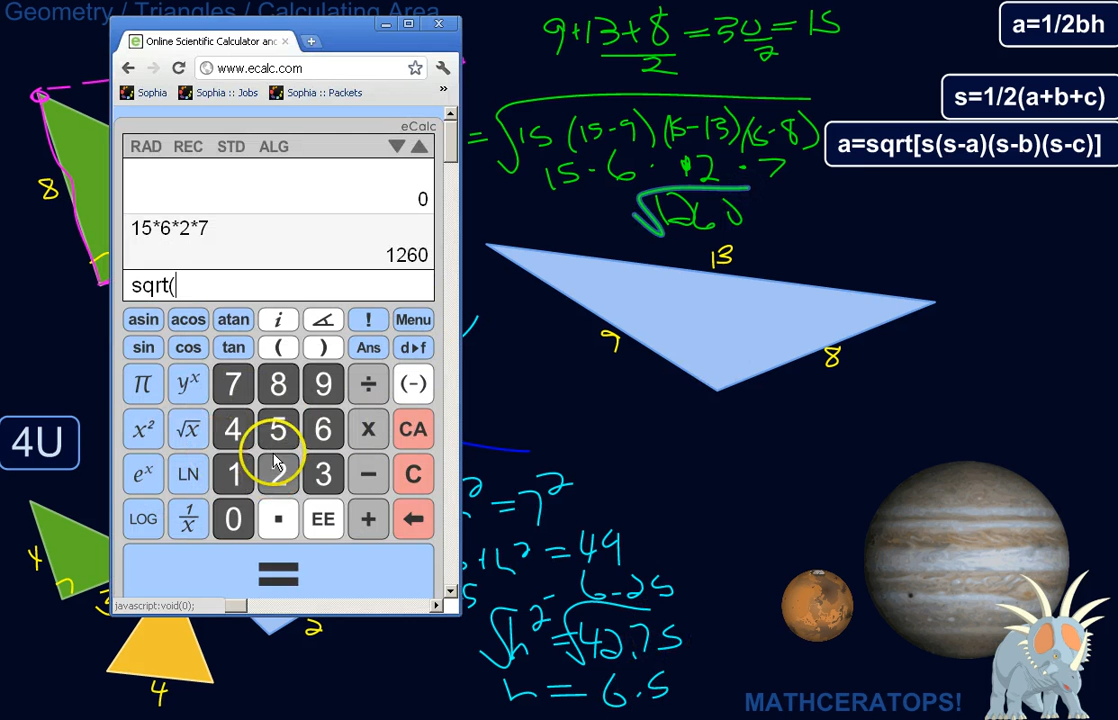 Geometry / Triangles / Calculating Area
a=1/2bh
s=1/2(a+b+c)
a=sqrt[s(s-a)(s-b)(s-c)]
Online Scientific Calculator and
www.ecalc.com
Sophia
Sophia :: Jobs
Sophia :: Packets
»
eCalc
RAD REC STD ALG
0
15*6*2*7
1260
sqrt(
asin acos atan i ∠ ! Menu
sin cos tan ( ) Ans d▸f
π yˣ 7 8 9 ÷ (-)
x² √x 4 5 6 x CA
eˣ LN 1 2 3 − C
LOG 1/x 0 . EE + ←
=
javascript:void(0);
9+13+8/2 = 30/2 = 15
= √15 (15-9) (15-13) (15-8)
15 - 6 · 2 · 7
√1260
13
9
8
8
4U
4
4
2
² = 7²
+ h² = 49
- 6.25
√h² = √42.75
h = 6.5
MATHCERATOPS!